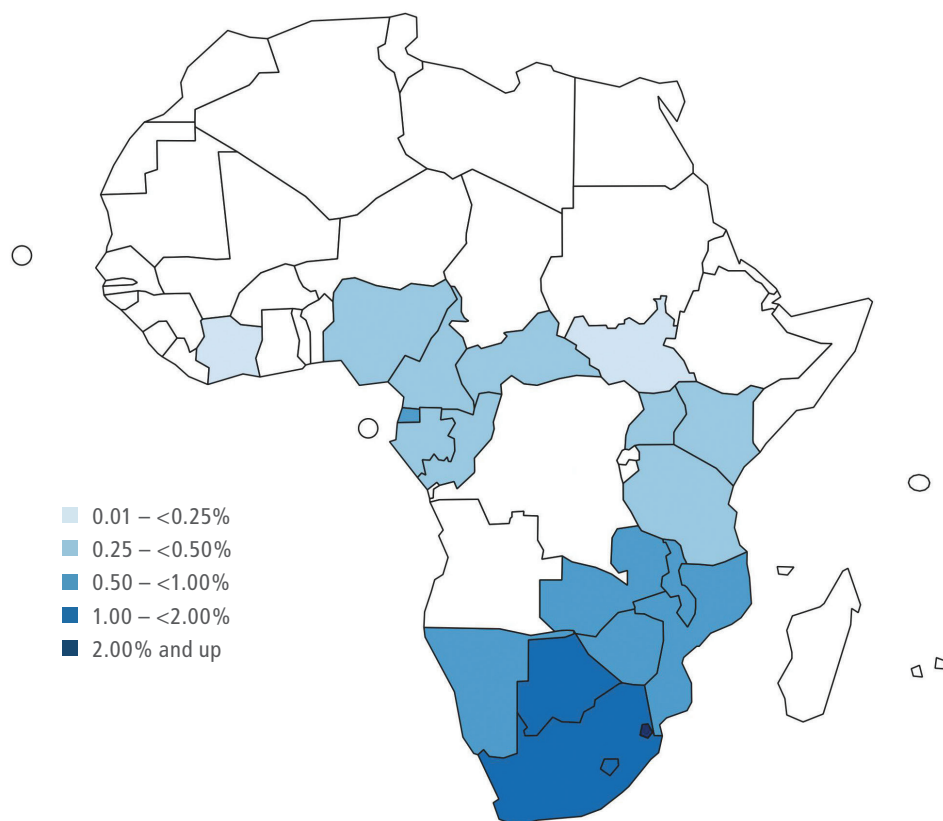 0.01 – <0.25%
0.25 – <0.50%
0.50 – <1.00%
1.00 – <2.00%
2.00% and up